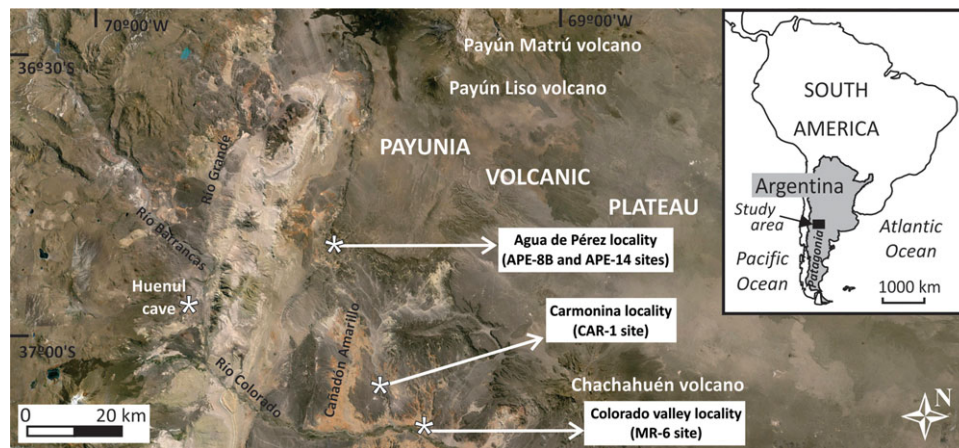 70º00'W
69º00'W
36º30'S
Payún Matrú volcano
Payún Liso volcano
PAYUNIA
VOLCANIC
PLATEAU
Río Grande
Río Barrancas
Agua de Pérez locality
(APE-8B and APE-14 sites)
Huenul
cave
Carmonina locality
(CAR-1 site)
37º00'S
Cañadón Amarillo
Río Colorado
Chachahuén volcano
Colorado valley locality
(MR-6 site)
0 20 km
N
SOUTH
AMERICA
Argentina
Study
area
Patagonia
Atlantic
Ocean
Pacific
Ocean
1000 km